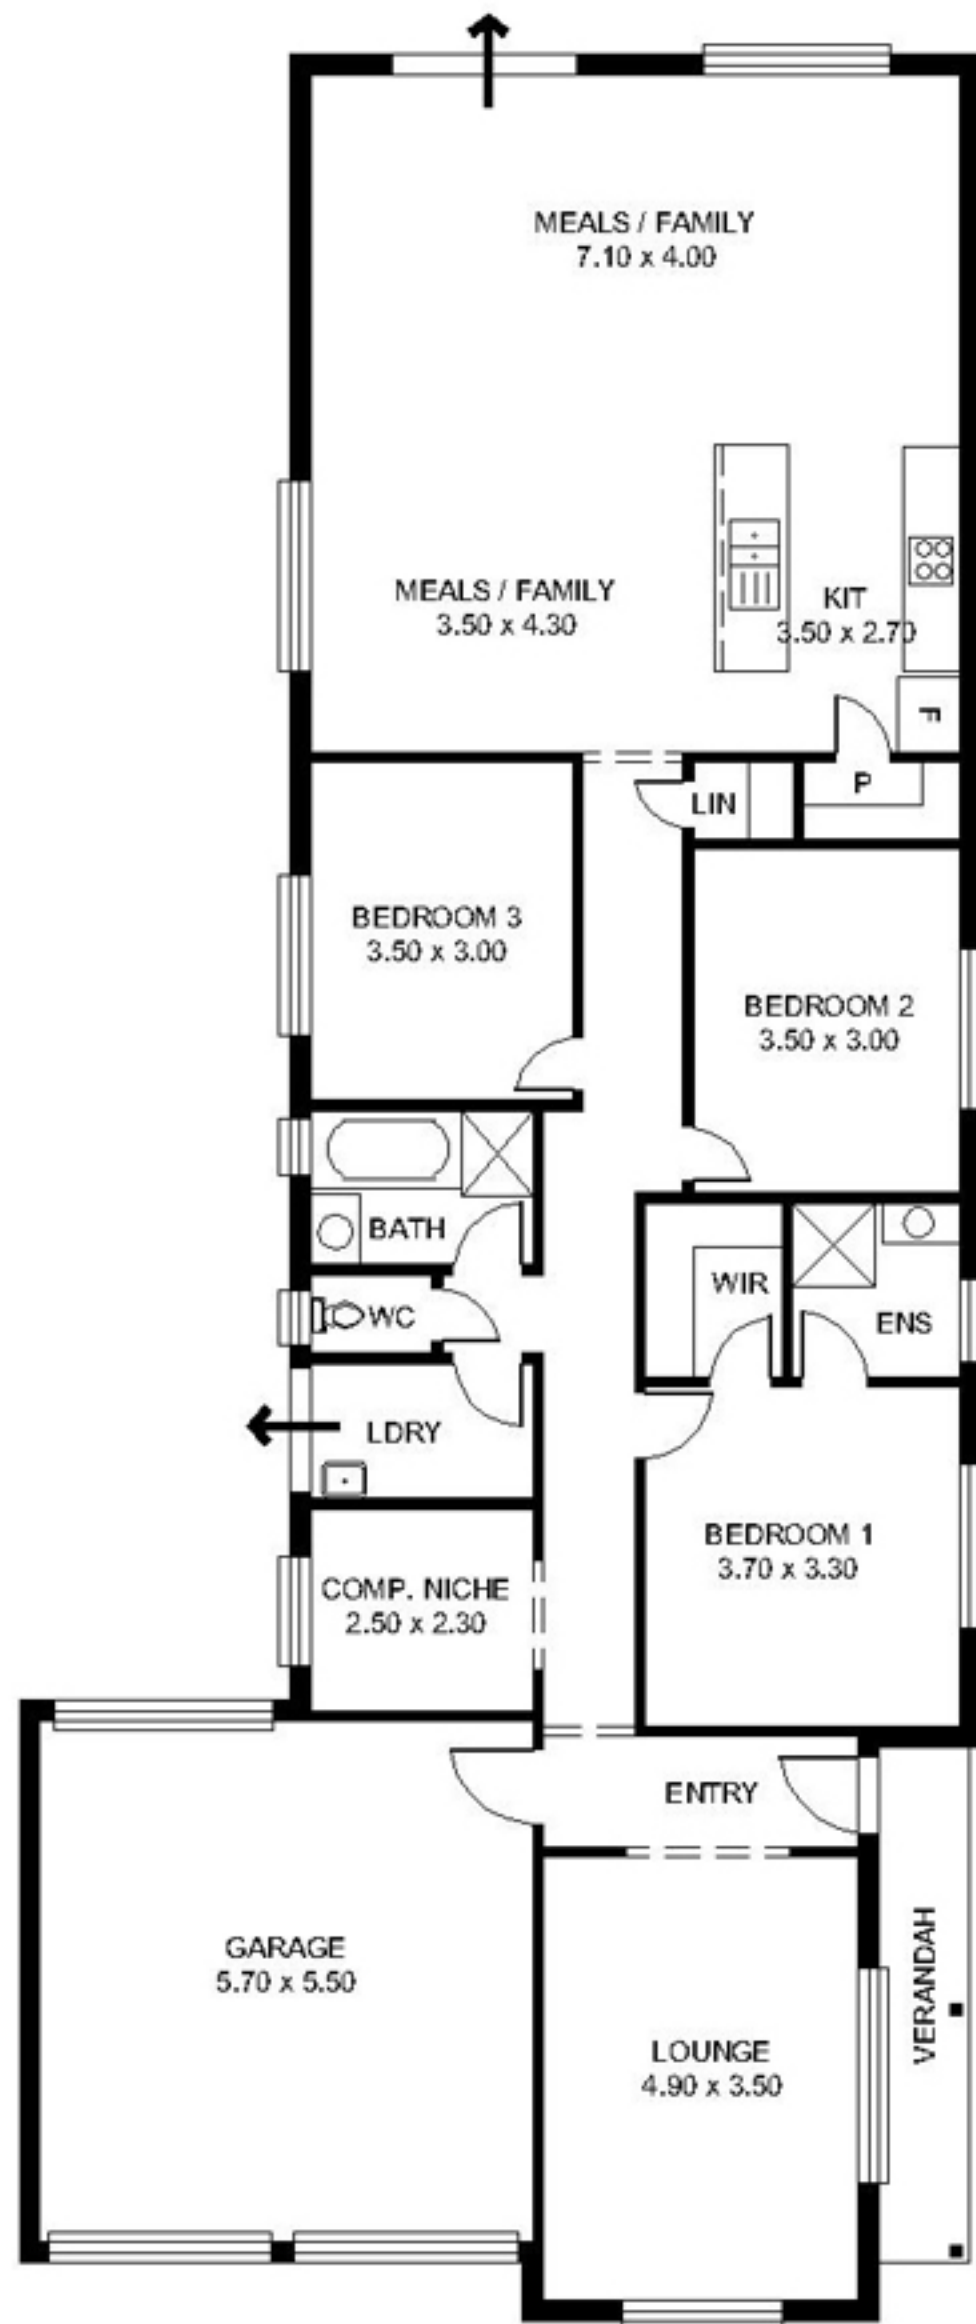 MEALS / FAMILY
7.10 x 4.00
MEALS / FAMILY
3.50 x 4.30
KIT
3.50 x 2.70
F
LIN
P
BEDROOM 3
3.50 x 3.00
BEDROOM 2
3.50 x 3.00
BATH
WIR
ENS
WC
LDRY
BEDROOM 1
3.70 x 3.30
COMP. NICHE
2.50 x 2.30
ENTRY
GARAGE
5.70 x 5.50
VERANDAH
LOUNGE
4.90 x 3.50